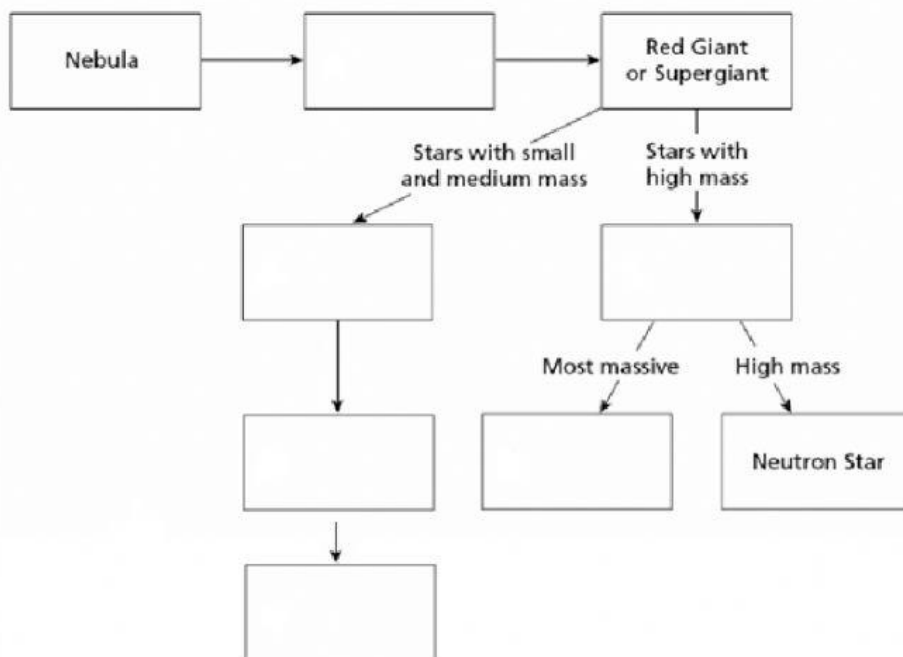 Nebula
Red Giant
or Supergiant
Stars with small
and medium mass
Stars with
high mass
Most massive
High mass
Neutron Star